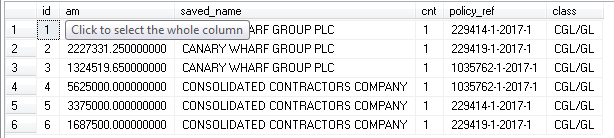 id am saved_name cnt policy_ref class
1 1 Click to select the whole column ARF GROUP PLC 1 229414-1-2017-1 CGL/GL
2 2 2227331.250000000 CANARY WHARF GROUP PLC 1 229419-1-2017-1 CGL/GL
3 3 1324519.650000000 CANARY WHARF GROUP PLC 1 1035762-1-2017-1 CGL/GL
4 4 5625000.000000000 CONSOLIDATED CONTRACTORS COMPANY 1 1035762-1-2017-1 CGL/GL
5 5 3375000.000000000 CONSOLIDATED CONTRACTORS COMPANY 1 229414-1-2017-1 CGL/GL
6 6 1687500.000000000 CONSOLIDATED CONTRACTORS COMPANY 1 229419-1-2017-1 CGL/GL